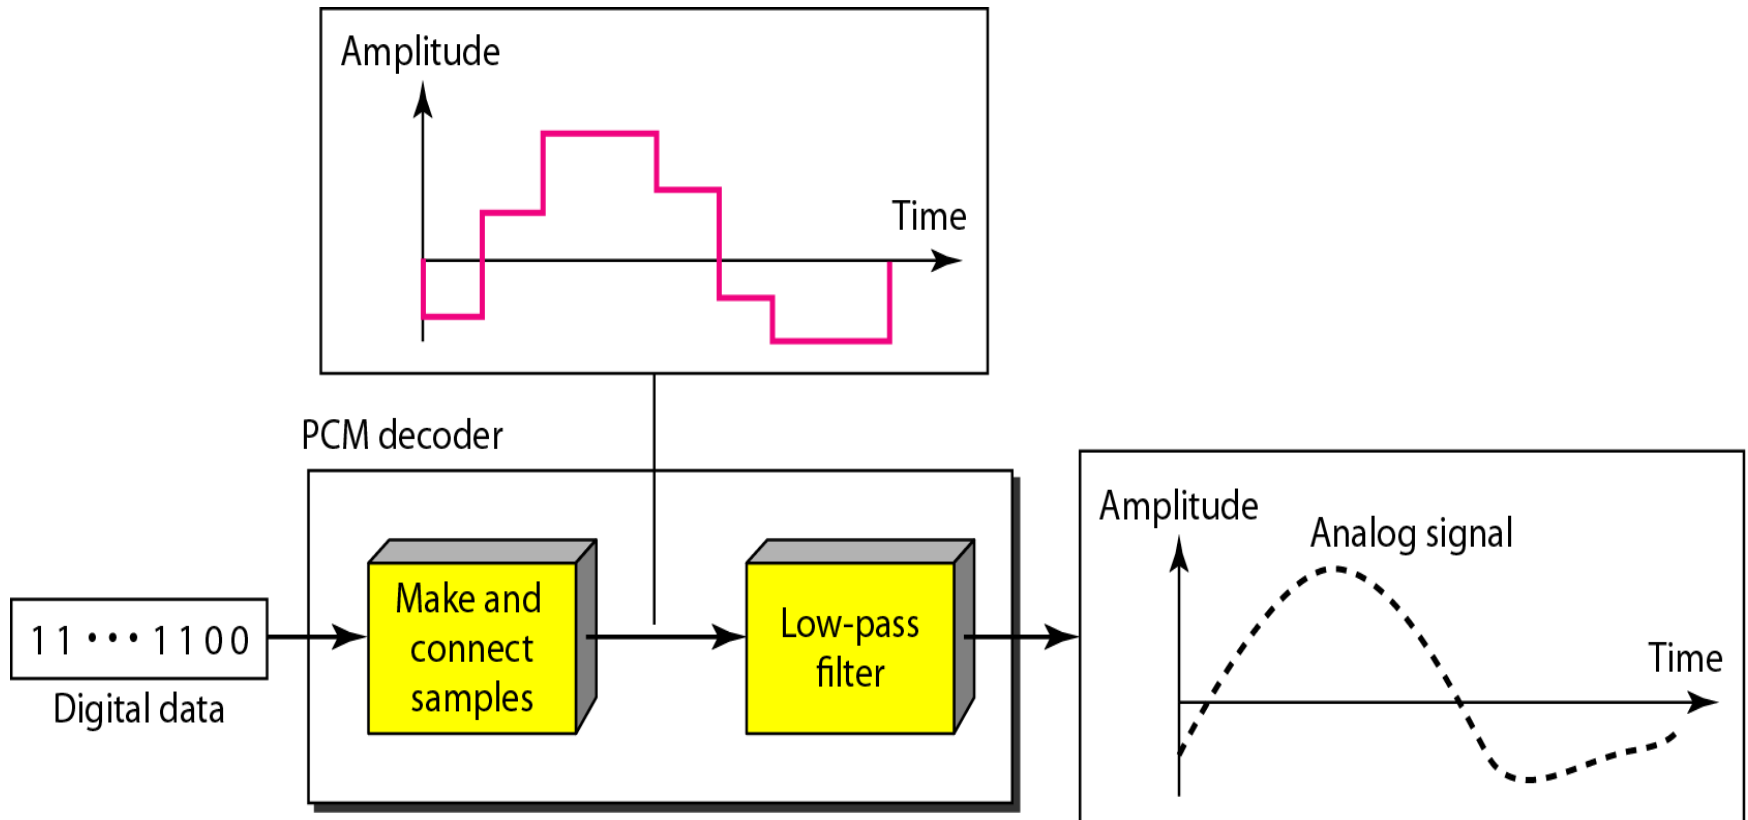 Amplitude
Time
PCM decoder
Amplitude
Analog signal
Make and
connect
samples
Low-pass
filter
11•••1100
Time
Digital data